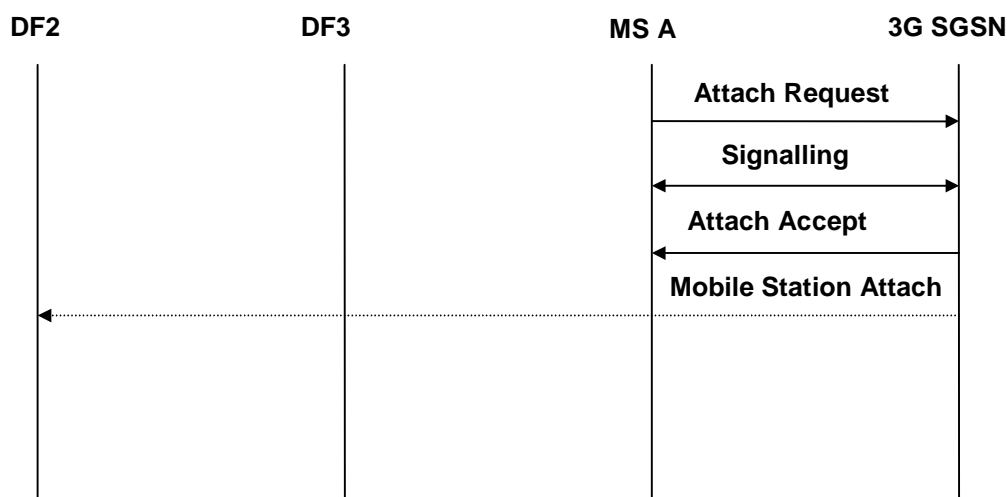 DF2 DF3 MS A 3G SGSN
Attach Request
Signalling
Attach Accept
Mobile Station Attach